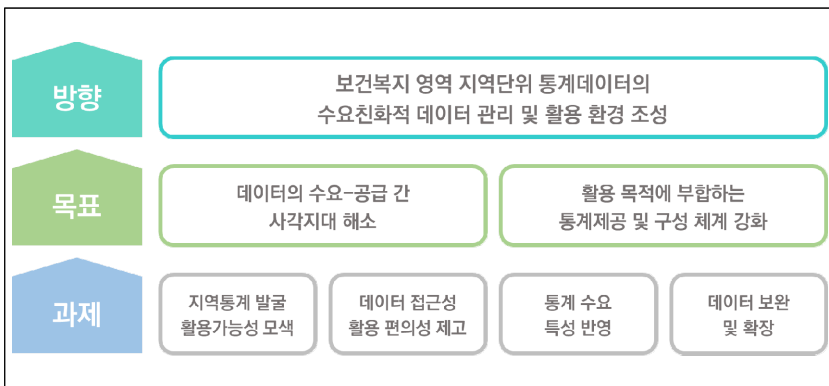 방향
보건복지 영역 지역단위 통계데이터의
수요친화적 데이터 관리 및 활용 환경 조성
목표
데이터의 수요-공급 간
사각지대 해소
활용 목적에 부합하는
통계제공 및 구성 체계 강화
과제
지역통계 발굴
활용가능성 모색
데이터 접근성
활용 편의성 제고
통계 수요
특성 반영
데이터 보완
및 확장